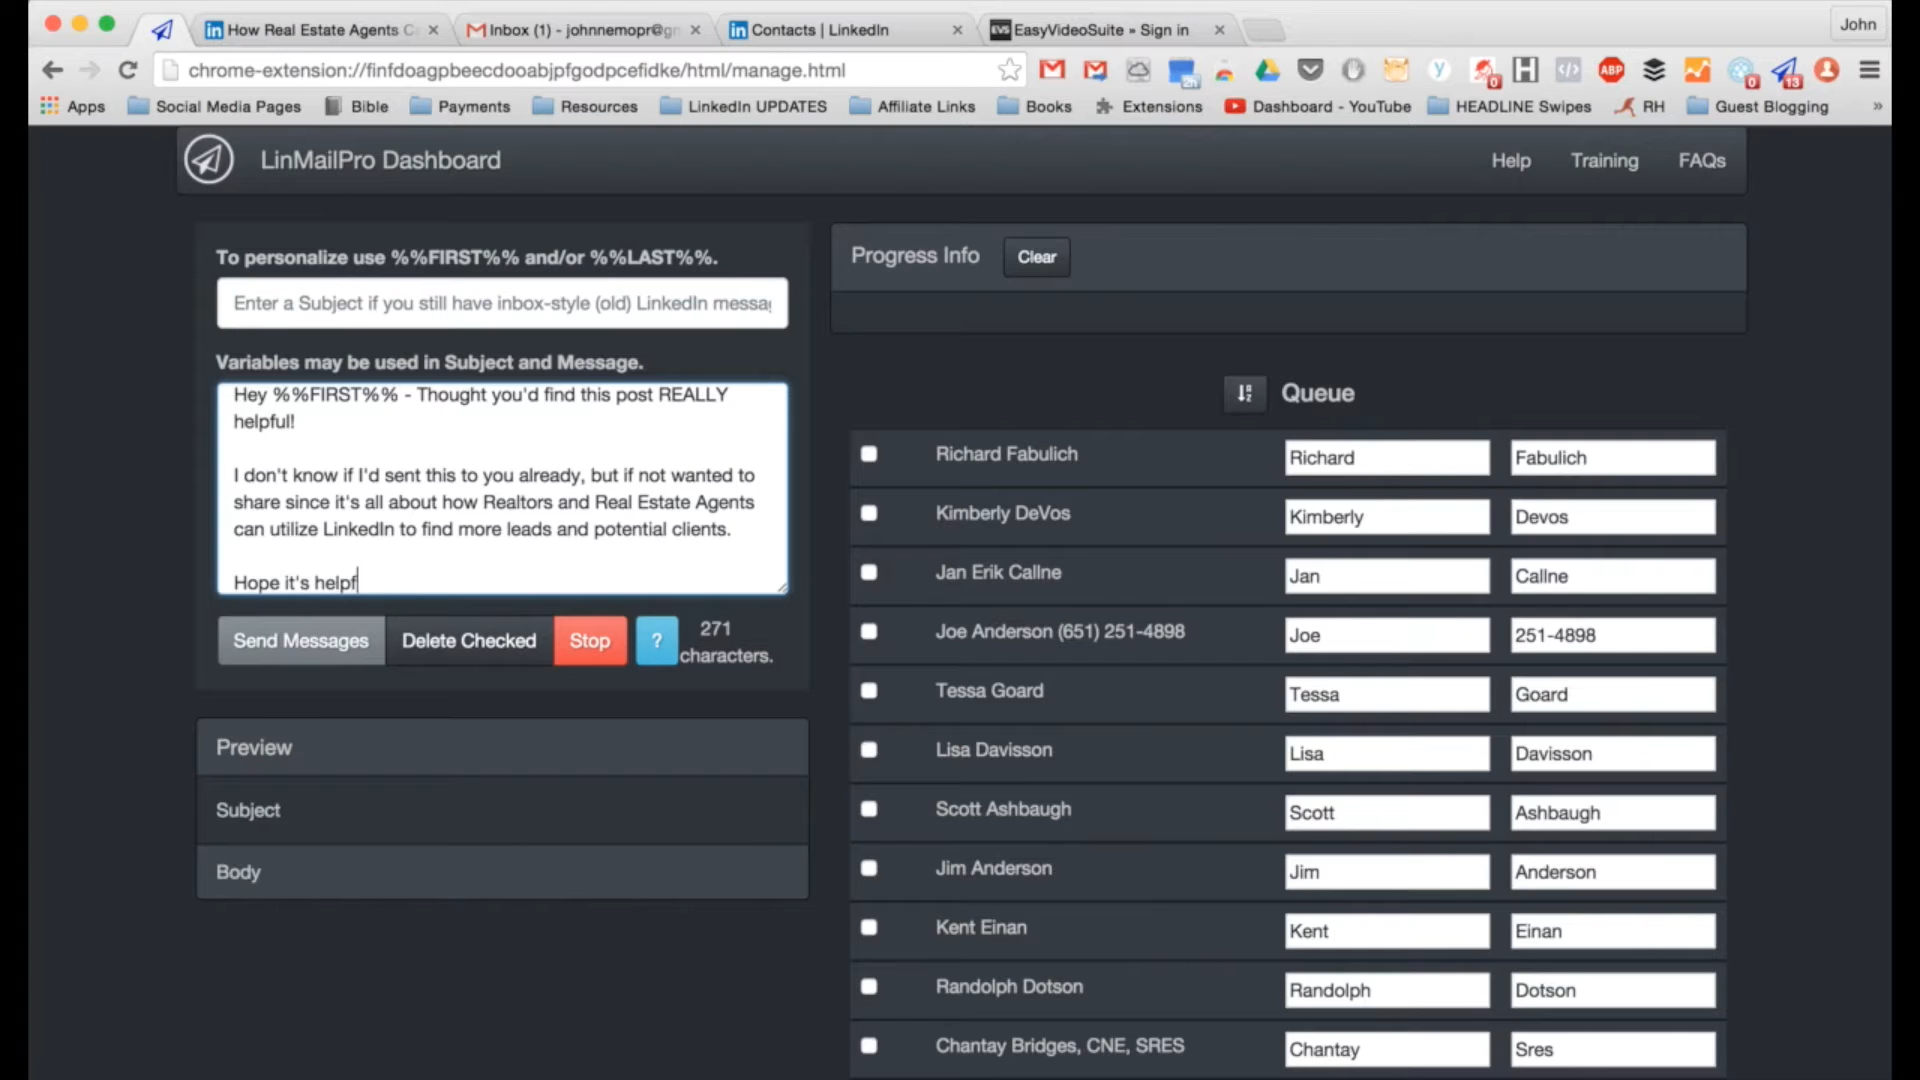 How Real Estate Agents C
Inbox (1) - johnnemopr@g
Contacts | LinkedIn
EVS EasyVideoSuite » Sign in
John
chrome-extension://finfdoagpbeecdooabjpfgodpcefidke/html/manage.html
Apps Social Media Pages Bible Payments Resources LinkedIn UPDATES Affiliate Links Books Extensions Dashboard - YouTube HEADLINE Swipes RH Guest Blogging »
LinMailPro Dashboard
Help Training FAQs
To personalize use %%FIRST%% and/or %%LAST%%.
Enter a Subject if you still have inbox-style (old) LinkedIn messag
Variables may be used in Subject and Message.
Hey %%FIRST%% - Thought you'd find this post REALLY
helpful!
I don't know if I'd sent this to you already, but if not wanted to
share since it's all about how Realtors and Real Estate Agents
can utilize LinkedIn to find more leads and potential clients.
Hope it's helpf
Send Messages Delete Checked Stop ? 271
characters.
Preview
Subject
Body
Progress Info Clear
Queue
Richard Fabulich Richard Fabulich
Kimberly DeVos Kimberly Devos
Jan Erik Callne Jan Callne
Joe Anderson (651) 251-4898 Joe 251-4898
Tessa Goard Tessa Goard
Lisa Davisson Lisa Davisson
Scott Ashbaugh Scott Ashbaugh
Jim Anderson Jim Anderson
Kent Einan Kent Einan
Randolph Dotson Randolph Dotson
Chantay Bridges, CNE, SRES Chantay Sres